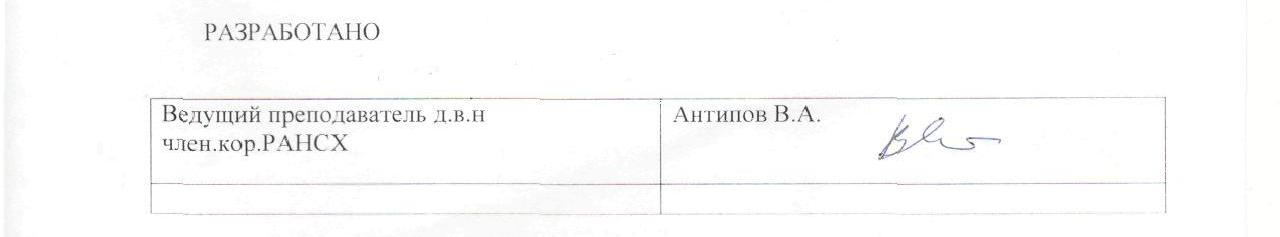 РАЗРАБОТАНО
Ведущий преподаватель д.в.н
член.кор.РАНСХ
Антипов В.А.